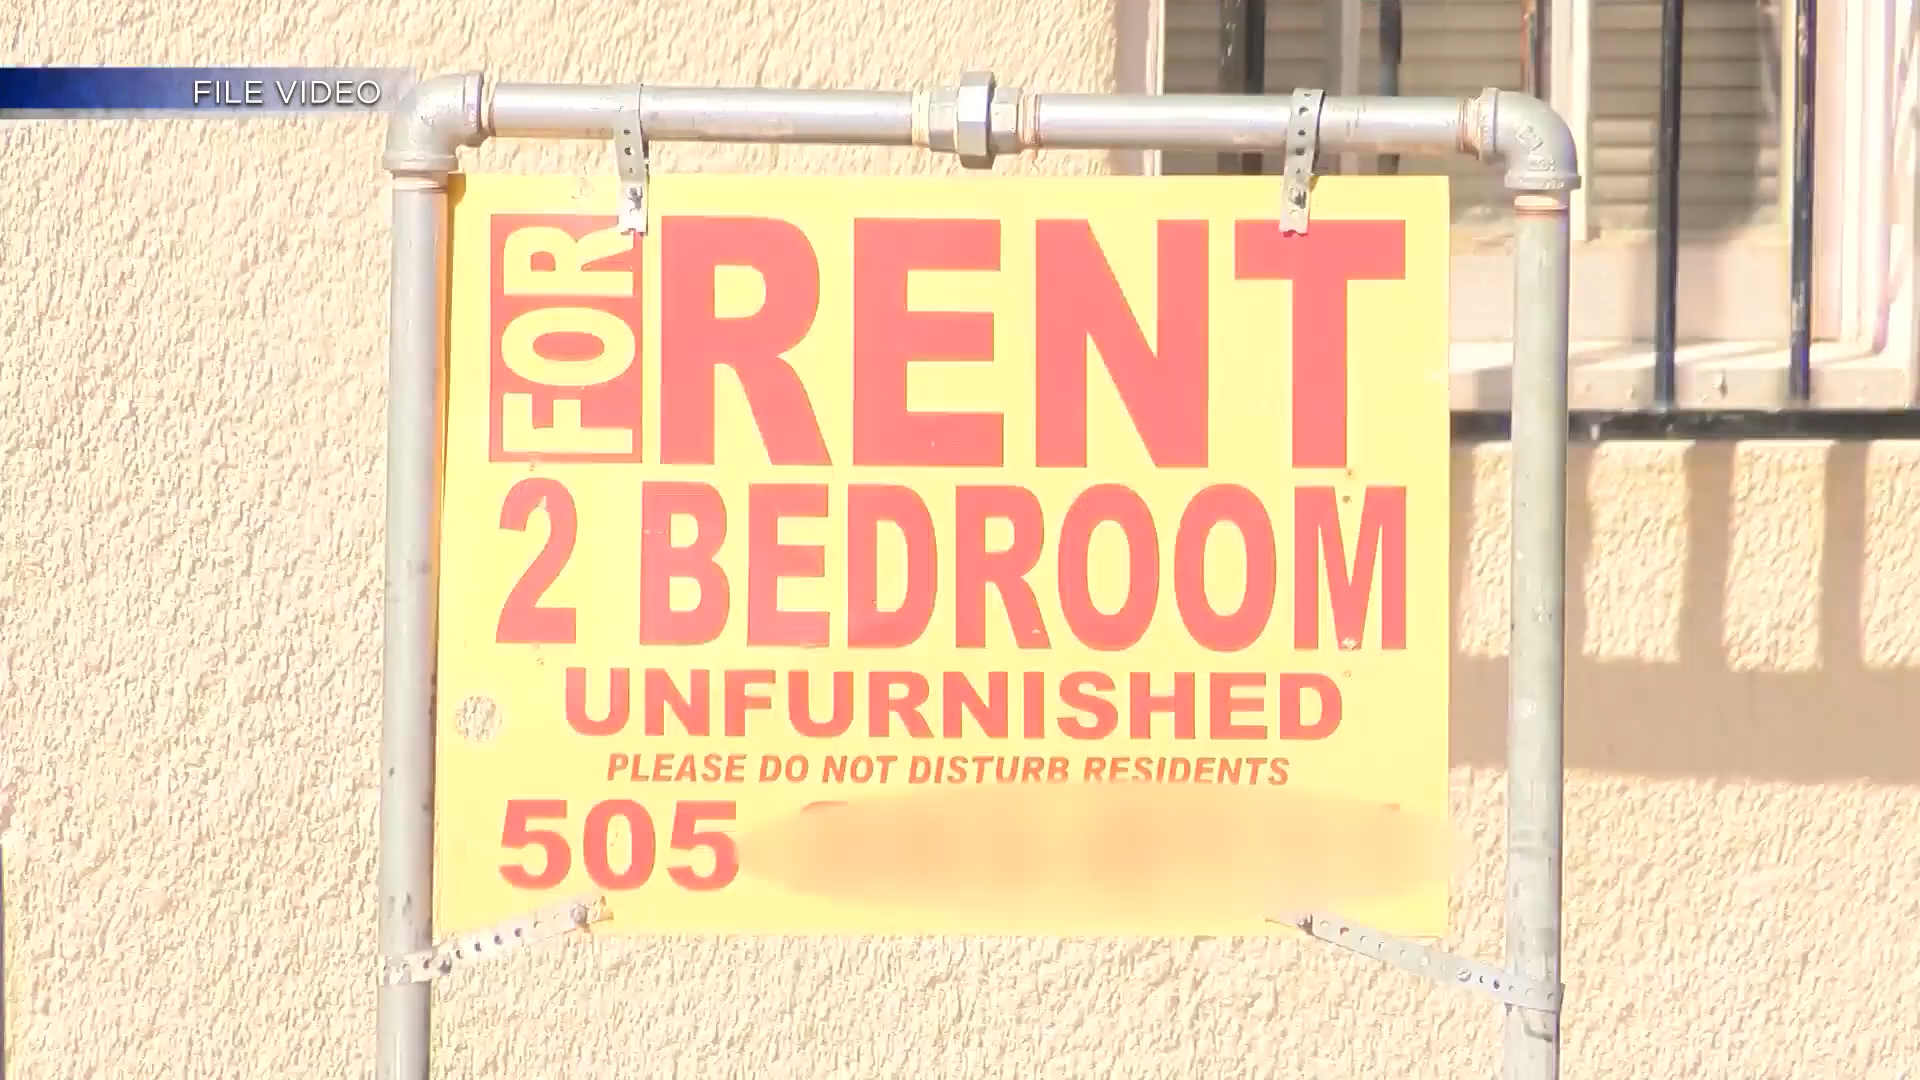 FILE VIDEO
FOR RENT
2 BEDROOM
UNFURNISHED
PLEASE DO NOT DISTURB RESIDENTS
505